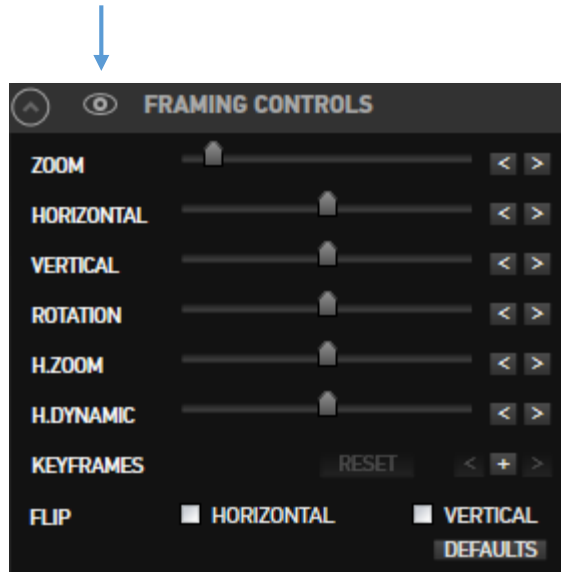 FRAMING CONTROLS
ZOOM < >
HORIZONTAL < >
VERTICAL < >
ROTATION < >
H.ZOOM < >
H.DYNAMIC < >
KEYFRAMES RESET < + >
FLIP HORIZONTAL VERTICAL
DEFAULTS